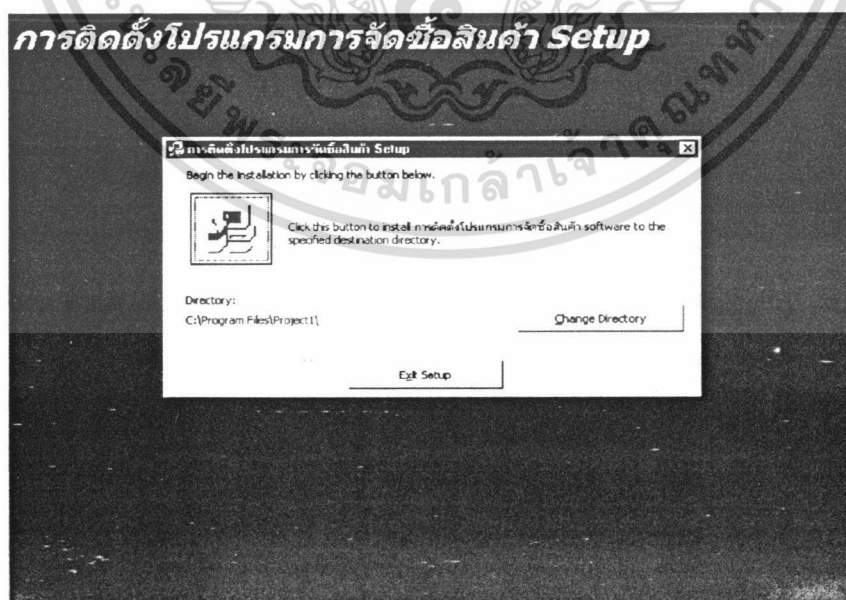 การติดตั้งโปรแกรมการจัดซื้อสินค้า Setup
การติดตั้งโปรแกรมการจัดซื้อสินค้า Setup
Begin the installation by clicking the button below.
Click this button to install การติดตั้งโปรแกรมการจัดซื้อสินค้า software to the
specified destination directory.
Directory:
C:\Program Files\Project1\
Change Directory
Exit Setup